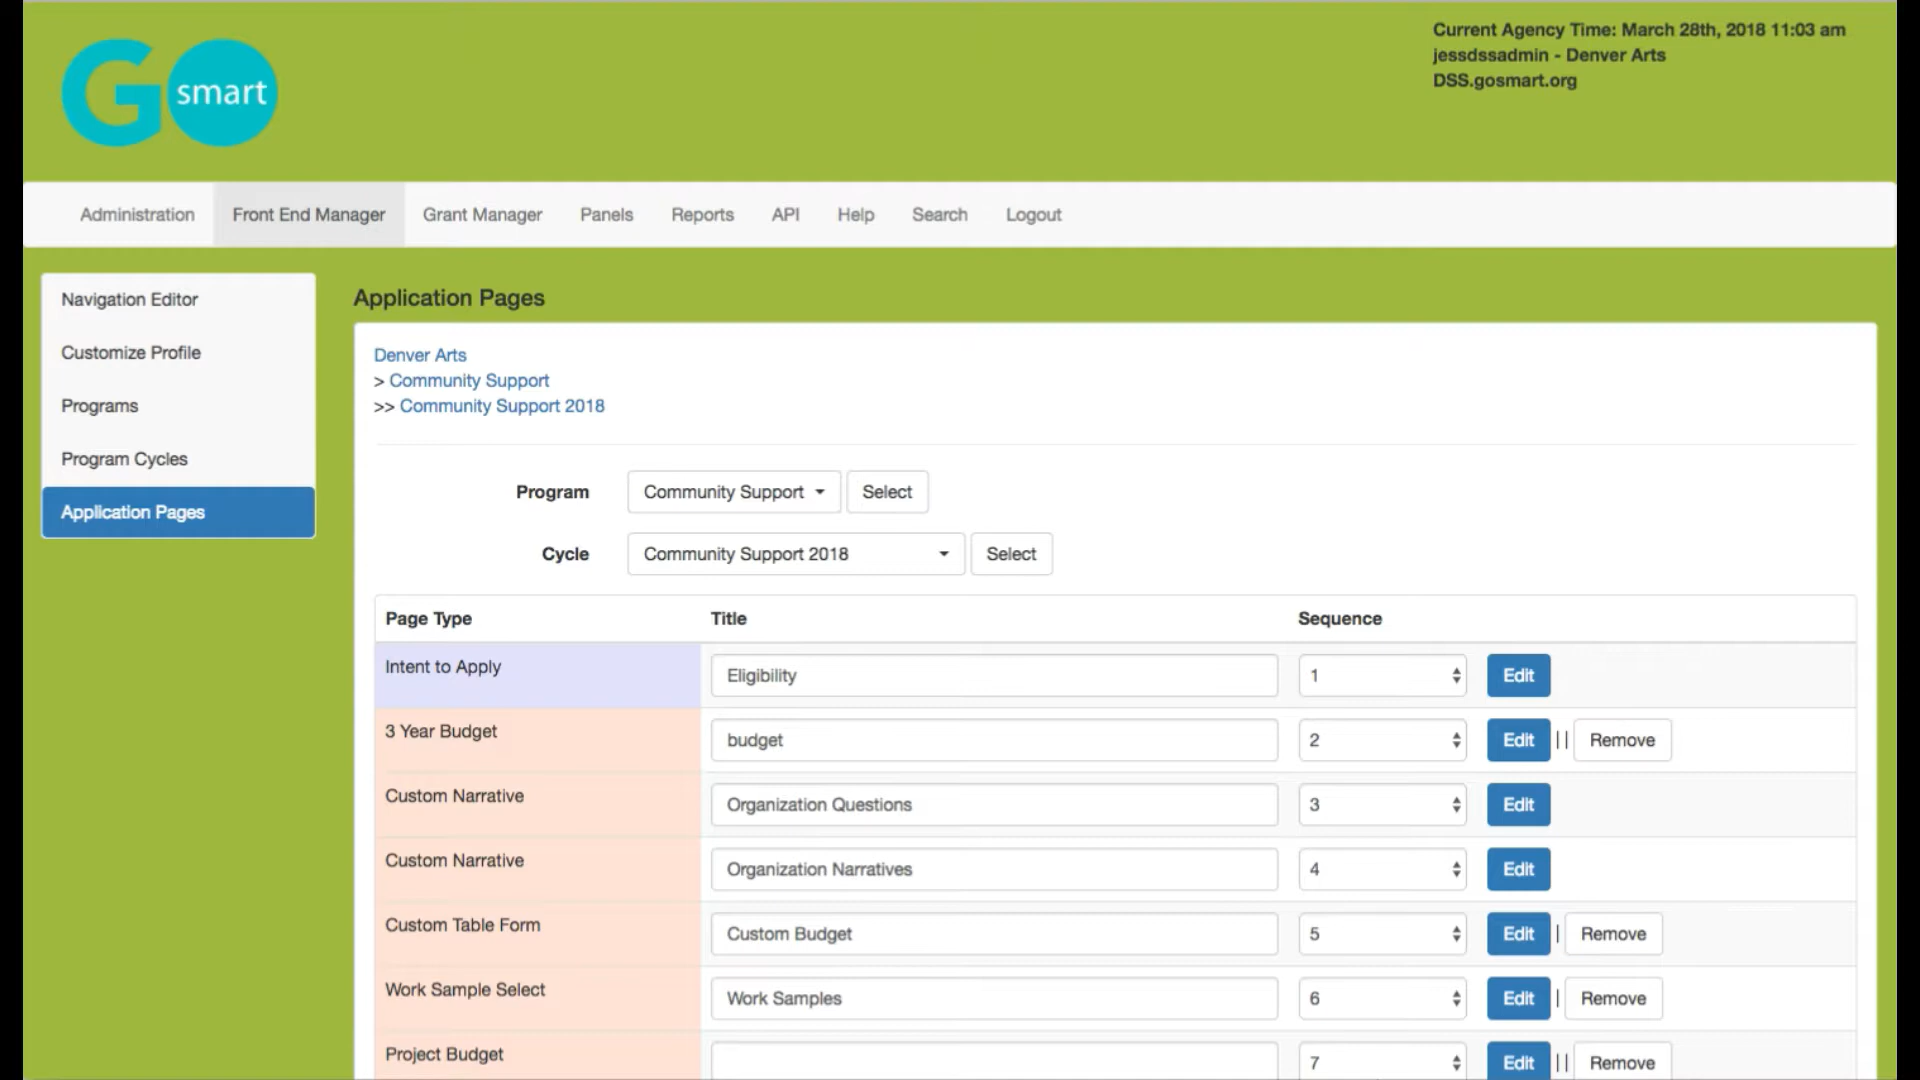 Current Agency Time: March 28th, 2018 11:03 am
jessdssadmin - Denver Arts
DSS.gosmart.org
GO smart
Administration Front End Manager Grant Manager Panels Reports API Help Search Logout
Navigation Editor
Customize Profile
Programs
Program Cycles
Application Pages
Application Pages
Denver Arts
> Community Support
>> Community Support 2018
Program Community Support Select
Cycle Community Support 2018 Select
Page Type Title Sequence
Intent to Apply Eligibility 1 Edit
3 Year Budget budget 2 Edit || Remove
Custom Narrative Organization Questions 3 Edit
Custom Narrative Organization Narratives 4 Edit
Custom Table Form Custom Budget 5 Edit | Remove
Work Sample Select Work Samples 6 Edit | Remove
Project Budget 7 Edit || Remove